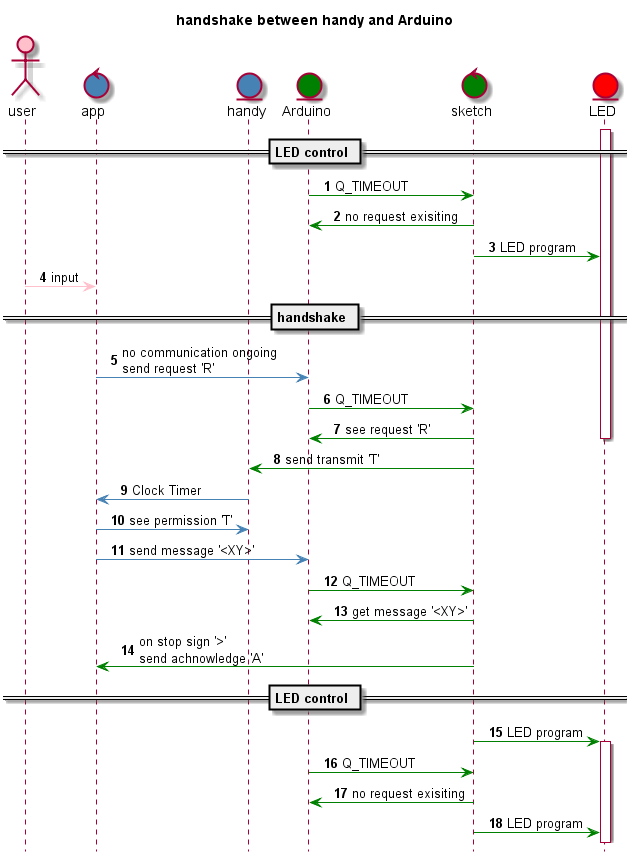 handshake between handy and Arduino
user
app
handy
Arduino
sketch
LED
LED control
1 Q_TIMEOUT
2 no request exisiting
3 LED program
4 input
handshake
5 no communication ongoing
send request 'R'
6 Q_TIMEOUT
7 see request 'R'
8 send transmit 'T'
9 Clock Timer
10 see permission 'T'
11 send message '<XY>'
12 Q_TIMEOUT
13 get message '<XY>'
14 on stop sign '>'
send achnowledge 'A'
LED control
15 LED program
16 Q_TIMEOUT
17 no request exisiting
18 LED program